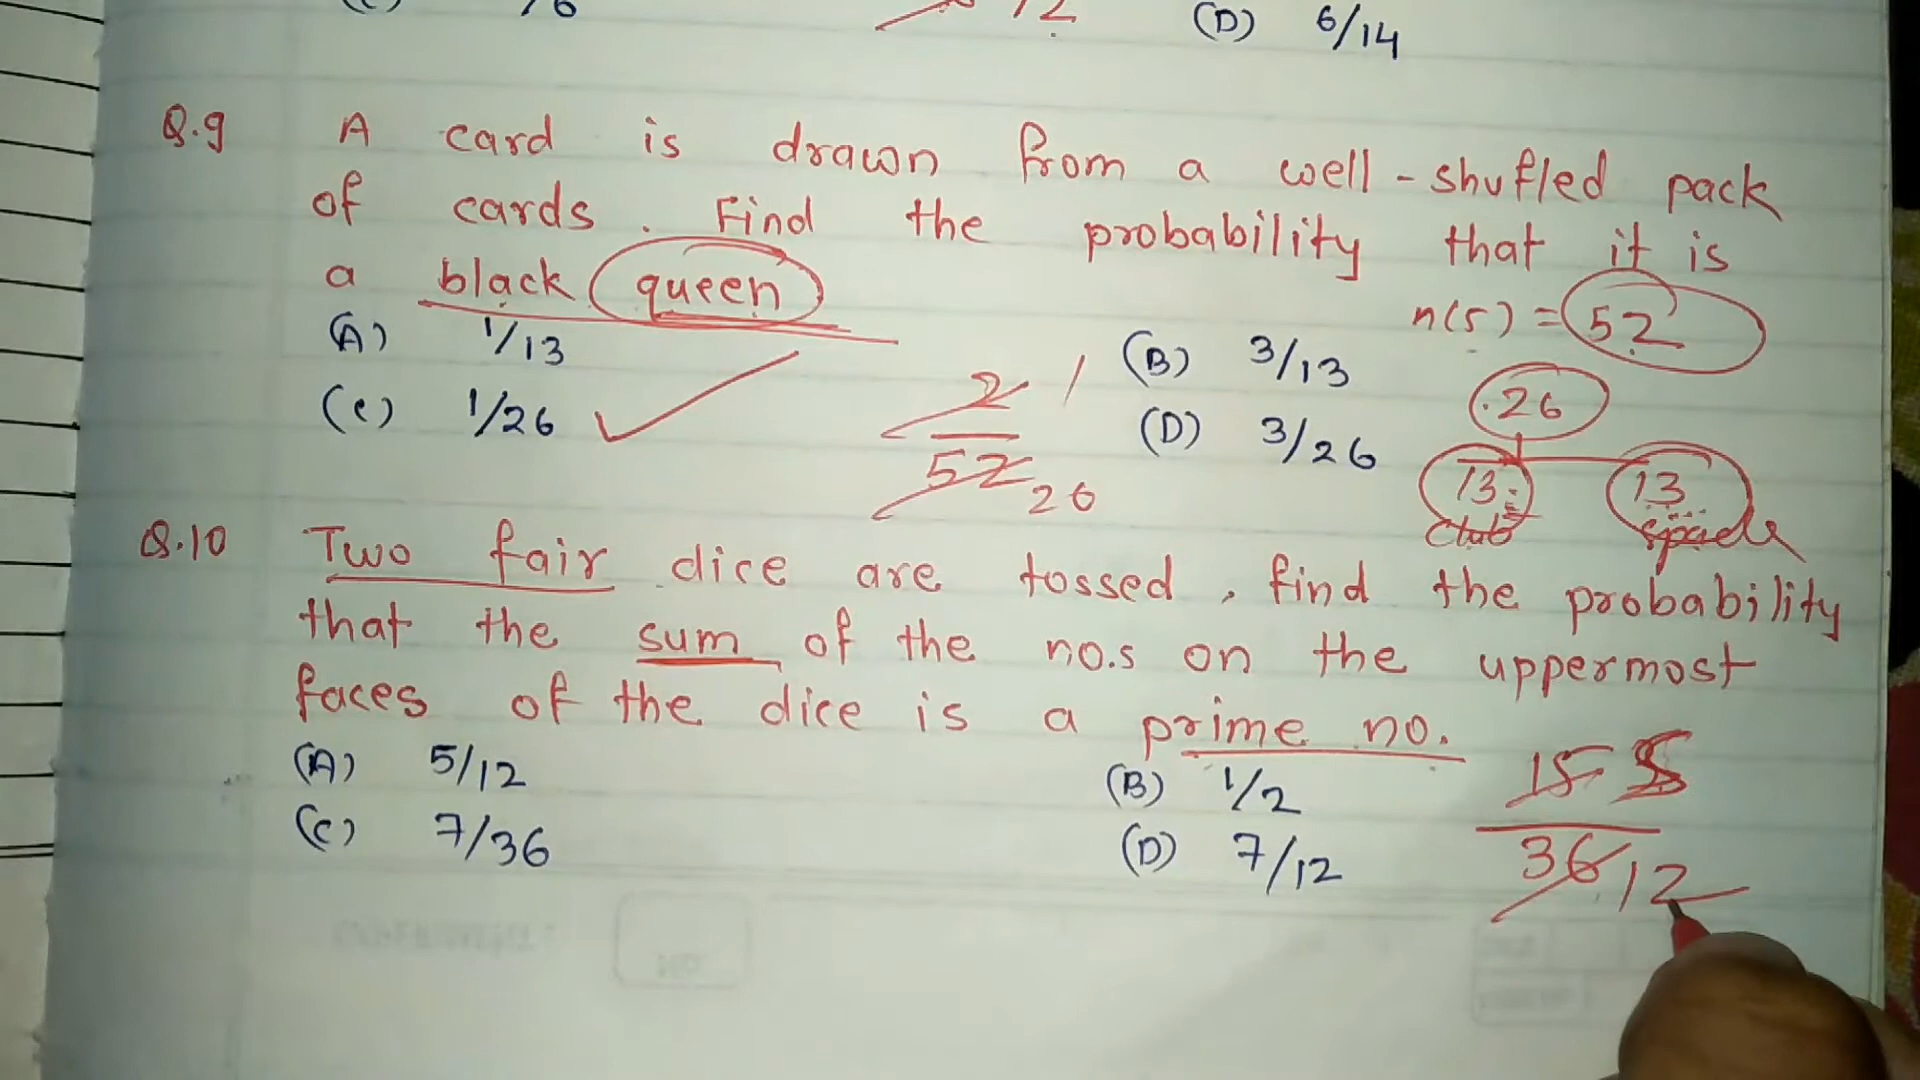 (D) 6/14
Q.9 A card is drawn from a well-shufled pack
of cards. Find the probability that it is
a black queen
n(s) = 52
(A) 1/13 (B) 3/13
(C) 1/26 (D) 3/26
2 1
52 26
26
13 13
club spade
Q.10 Two fair dice are tossed, find the probability
that the sum of the no.s on the uppermost
faces of the dice is a prime no.
(A) 5/12 (B) 1/2
(C) 7/36 (D) 7/12
15 5
36 12